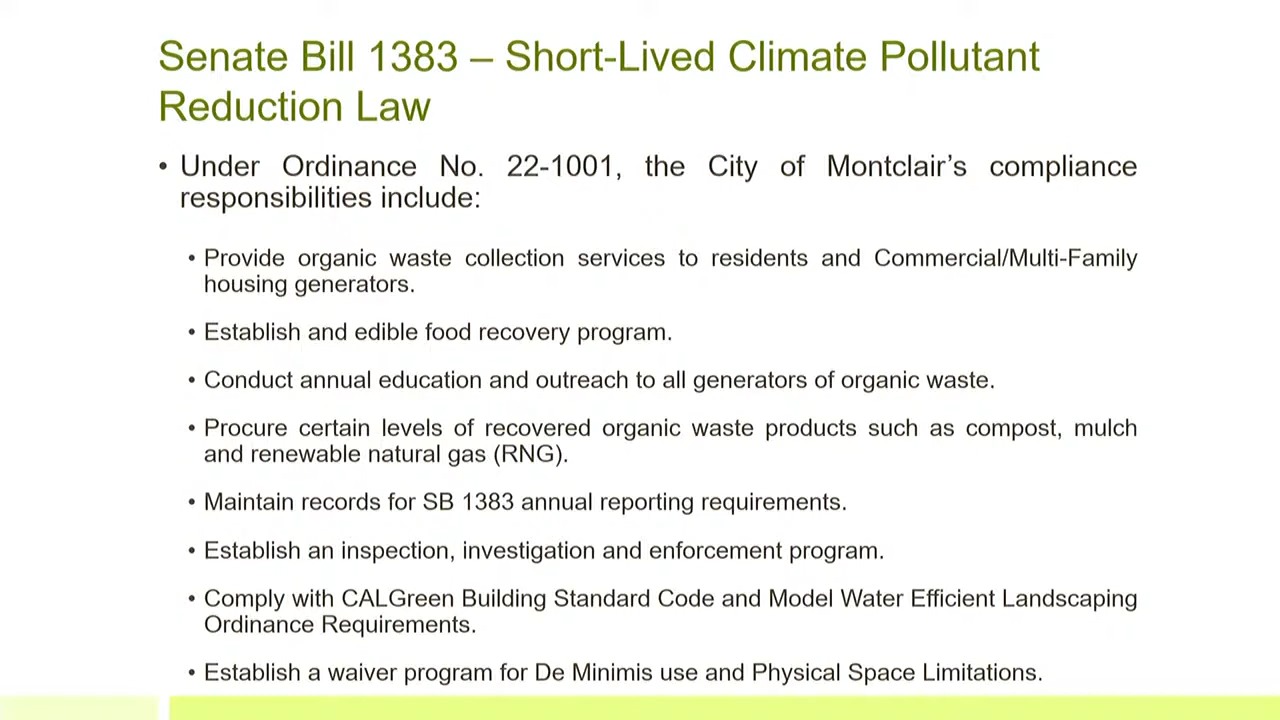 Senate Bill 1383 – Short-Lived Climate Pollutant
Reduction Law
• Under Ordinance No. 22-1001, the City of Montclair’s compliance
responsibilities include:
• Provide organic waste collection services to residents and Commercial/Multi-Family
housing generators.
• Establish and edible food recovery program.
• Conduct annual education and outreach to all generators of organic waste.
• Procure certain levels of recovered organic waste products such as compost, mulch
and renewable natural gas (RNG).
• Maintain records for SB 1383 annual reporting requirements.
• Establish an inspection, investigation and enforcement program.
• Comply with CALGreen Building Standard Code and Model Water Efficient Landscaping
Ordinance Requirements.
• Establish a waiver program for De Minimis use and Physical Space Limitations.